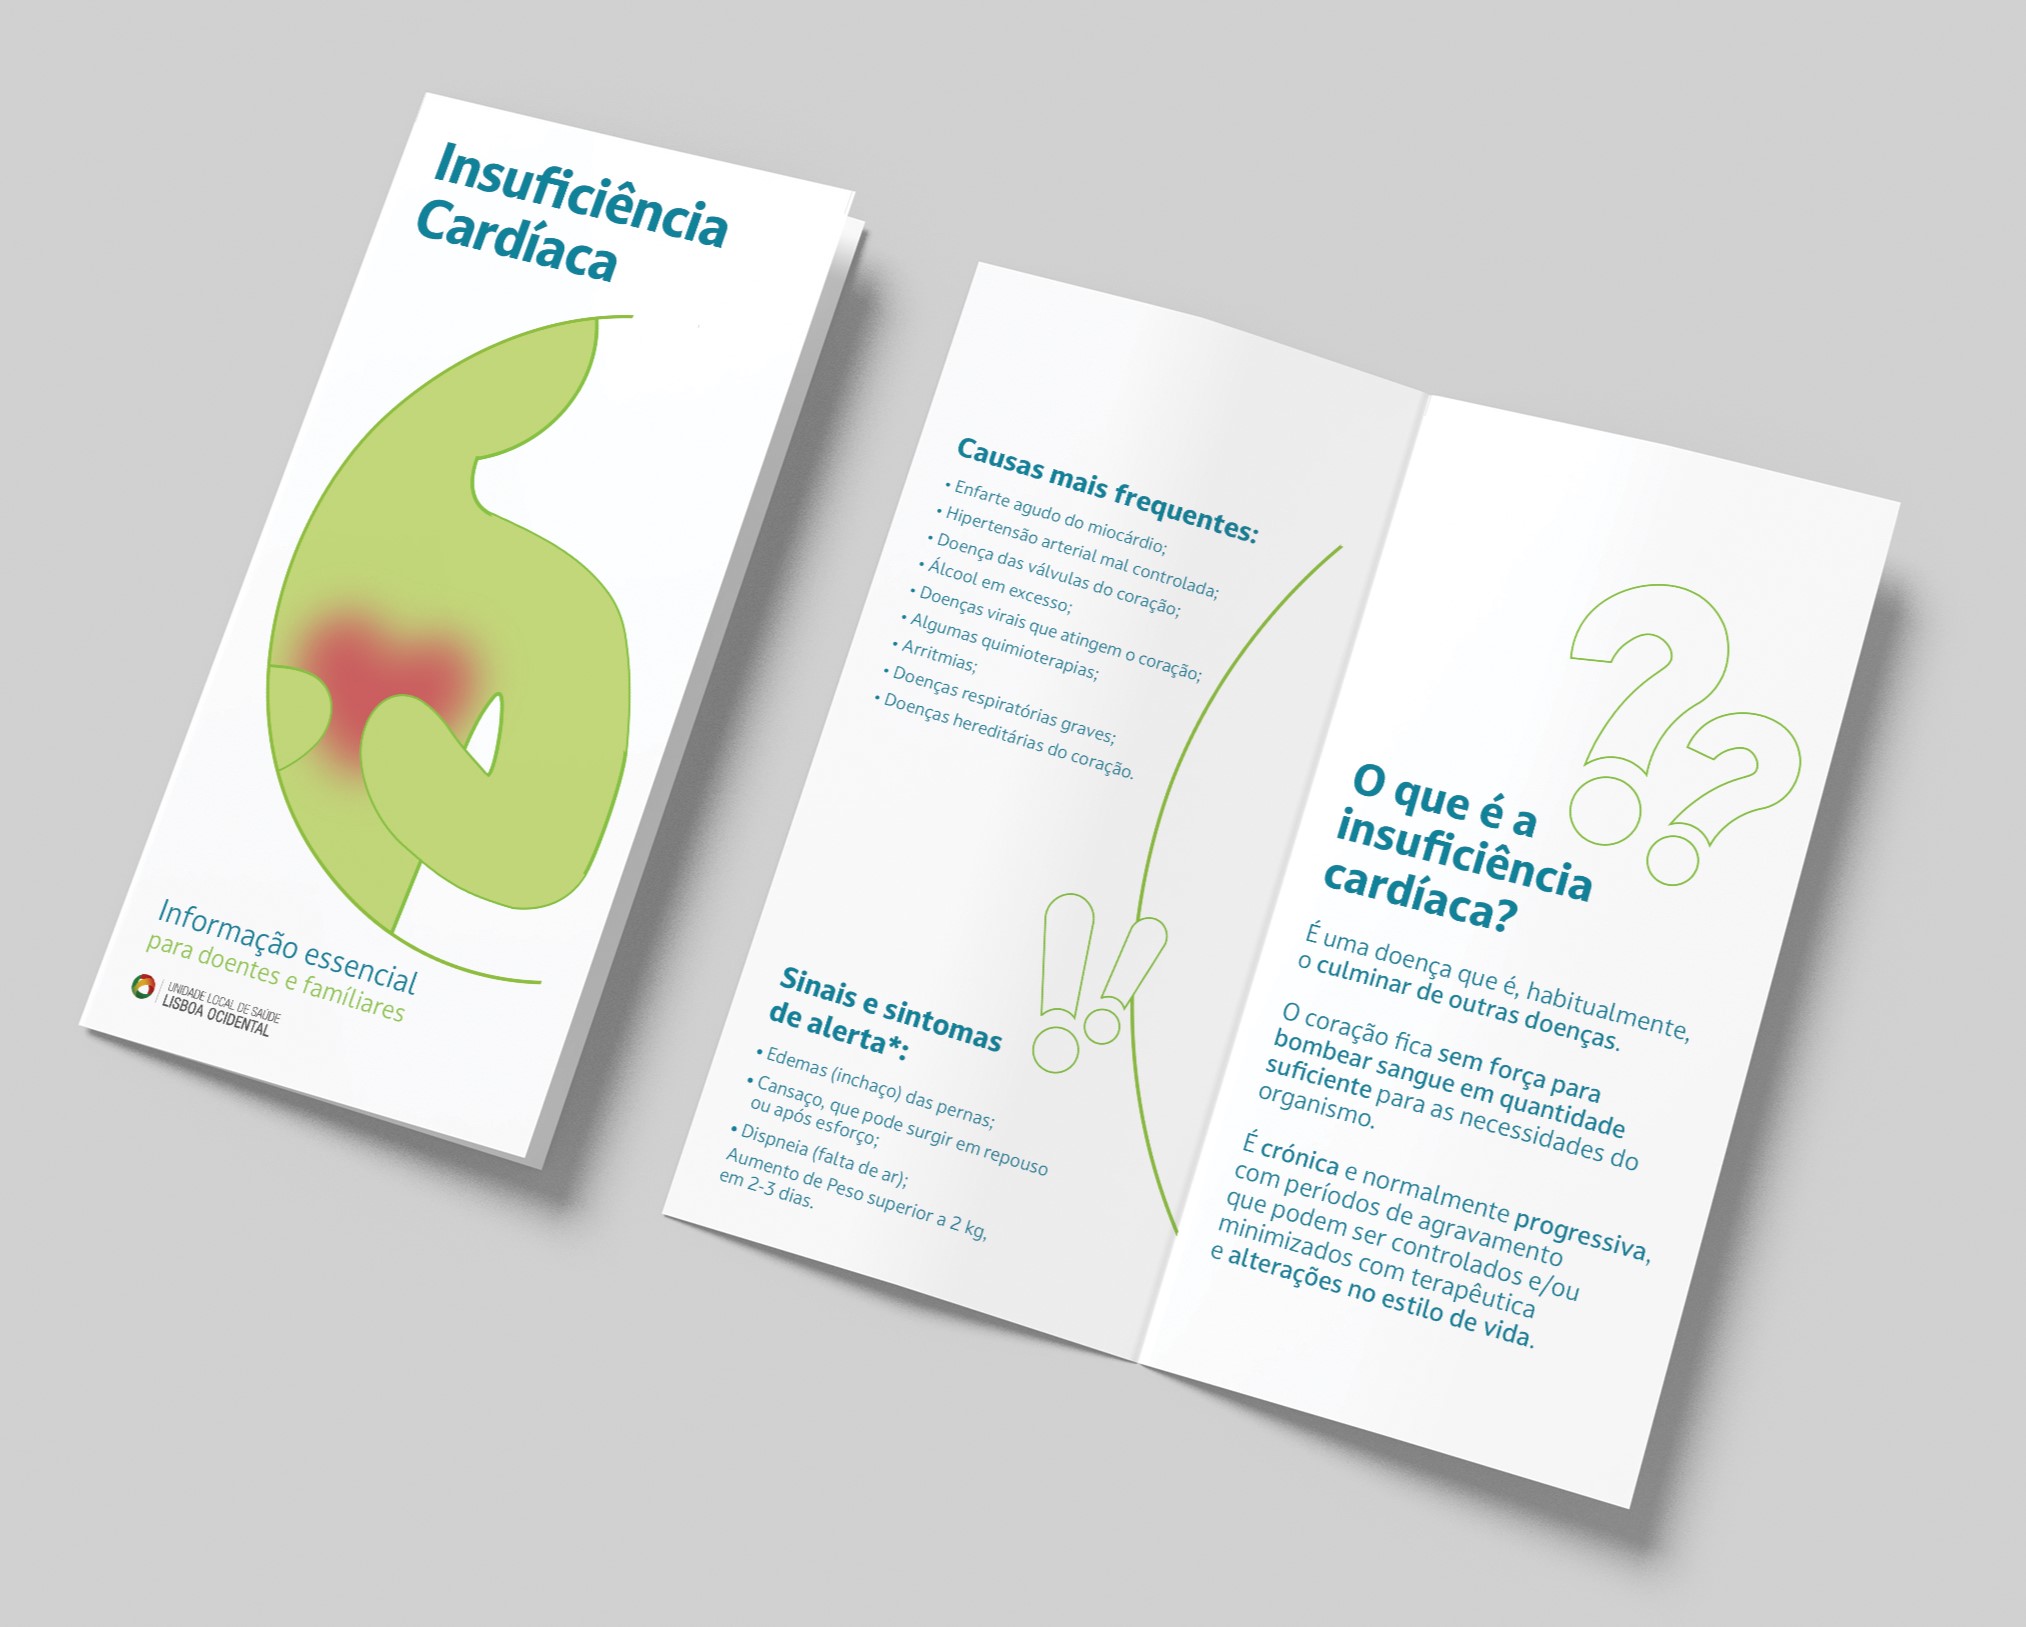 Insuficiência
Cardíaca
Informação essencial
para doentes e famíliares
UNIDADE LOCAL DE SAÚDE
LISBOA OCIDENTAL
Causas mais frequentes:
• Enfarte agudo do miocárdio;
• Hipertensão arterial mal controlada;
• Doença das válvulas do coração;
• Álcool em excesso;
• Doenças virais que atingem o coração;
• Algumas quimioterapias;
• Arritmias;
• Doenças respiratórias graves;
• Doenças hereditárias do coração.
Sinais e sintomas
de alerta*:
• Edemas (inchaço) das pernas;
• Cansaço, que pode surgir em repouso
ou após esforço;
• Dispneia (falta de ar);
Aumento de Peso superior a 2 kg,
em 2-3 dias.
O que é a
insuficiência
cardíaca?
É uma doença que é, habitualmente,
o culminar de outras doenças.
O coração fica sem força para
bombear sangue em quantidade
suficiente para as necessidades do
organismo.
É crónica e normalmente progressiva,
com períodos de agravamento
que podem ser controlados e/ou
minimizados com terapêutica
e alterações no estilo de vida.